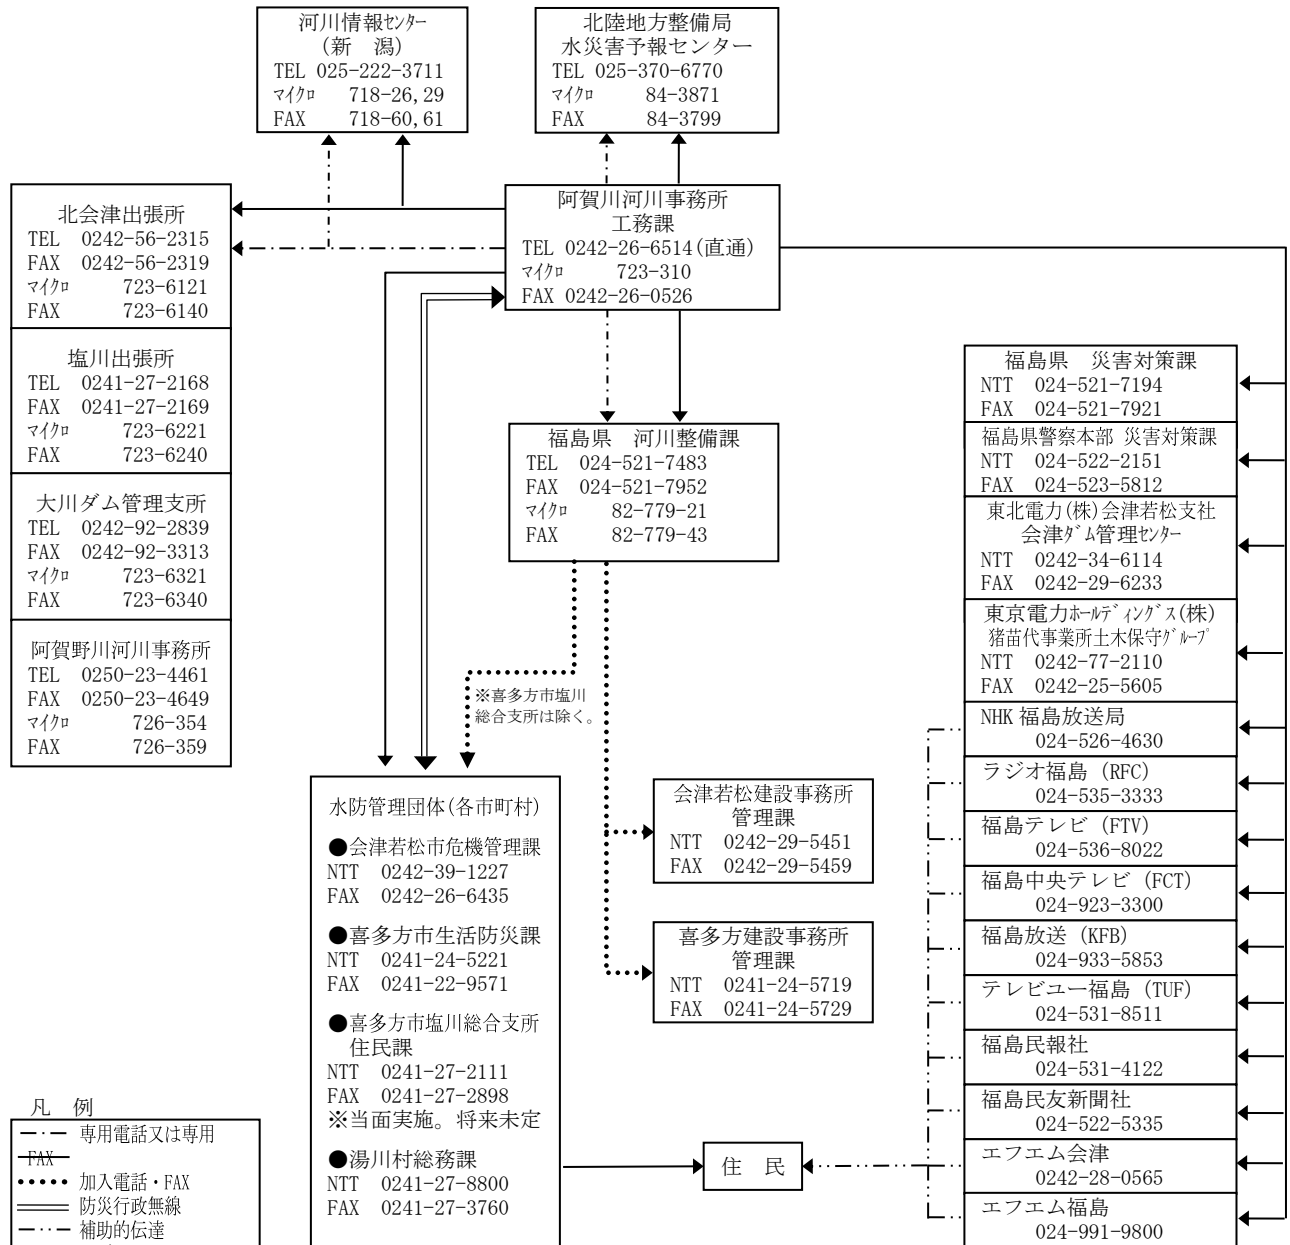 河川情報ｾﾝﾀｰ
(新　潟)
TEL 025-222-3711
ﾏｲｸﾛ 718-26,29
FAX 718-60,61
北陸地方整備局
水災害予報センター
TEL 025-370-6770
ﾏｲｸﾛ 84-3871
FAX 84-3799
北会津出張所
TEL 0242-56-2315
FAX 0242-56-2319
ﾏｲｸﾛ 723-6121
FAX 723-6140
塩川出張所
TEL 0241-27-2168
FAX 0241-27-2169
ﾏｲｸﾛ 723-6221
FAX 723-6240
大川ダム管理支所
TEL 0242-92-2839
FAX 0242-92-3313
ﾏｲｸﾛ 723-6321
FAX 723-6340
阿賀野川河川事務所
TEL 0250-23-4461
FAX 0250-23-4649
ﾏｲｸﾛ 726-354
FAX 726-359
阿賀川河川事務所
工務課
TEL 0242-26-6514(直通)
ﾏｲｸﾛ 723-310
FAX 0242-26-0526
福島県　河川整備課
TEL 024-521-7483
FAX 024-521-7952
ﾏｲｸﾛ 82-779-21
FAX 82-779-43
※喜多方市塩川
総合支所は除く。
水防管理団体(各市町村)
●会津若松市危機管理課
NTT 0242-39-1227
FAX 0242-26-6435
●喜多方市生活防災課
NTT 0241-24-5221
FAX 0241-22-9571
●喜多方市塩川総合支所
住民課
NTT 0241-27-2111
FAX 0241-27-2898
※当面実施。将来未定
●湯川村総務課
NTT 0241-27-8800
FAX 0241-27-3760
会津若松建設事務所
管理課
NTT 0242-29-5451
FAX 0242-29-5459
喜多方建設事務所
管理課
NTT 0241-24-5719
FAX 0241-24-5729
住　民
福島県　災害対策課
NTT 024-521-7194
FAX 024-521-7921
福島県警察本部 災害対策課
NTT 024-522-2151
FAX 024-523-5812
東北電力(株)会津若松支社
会津ﾀﾞﾑ管理ｾﾝﾀｰ
NTT 0242-34-6114
FAX 0242-29-6233
東京電力ﾎｰﾙﾃﾞｨﾝｸﾞｽ(株)
猪苗代事業所土木保守ｸﾞﾙｰﾌﾟ
NTT 0242-77-2110
FAX 0242-25-5605
NHK 福島放送局
024-526-4630
ラジオ福島 (RFC)
024-535-3333
福島テレビ (FTV)
024-536-8022
福島中央テレビ (FCT)
024-923-3300
福島放送 (KFB)
024-933-5853
テレビユー福島 (TUF)
024-531-8511
福島民報社
024-531-4122
福島民友新聞社
024-522-5335
エフエム会津
0242-28-0565
エフエム福島
024-991-9800
凡　例
専用電話又は専用
FAX
加入電話・FAX
防災行政無線
補助的伝達